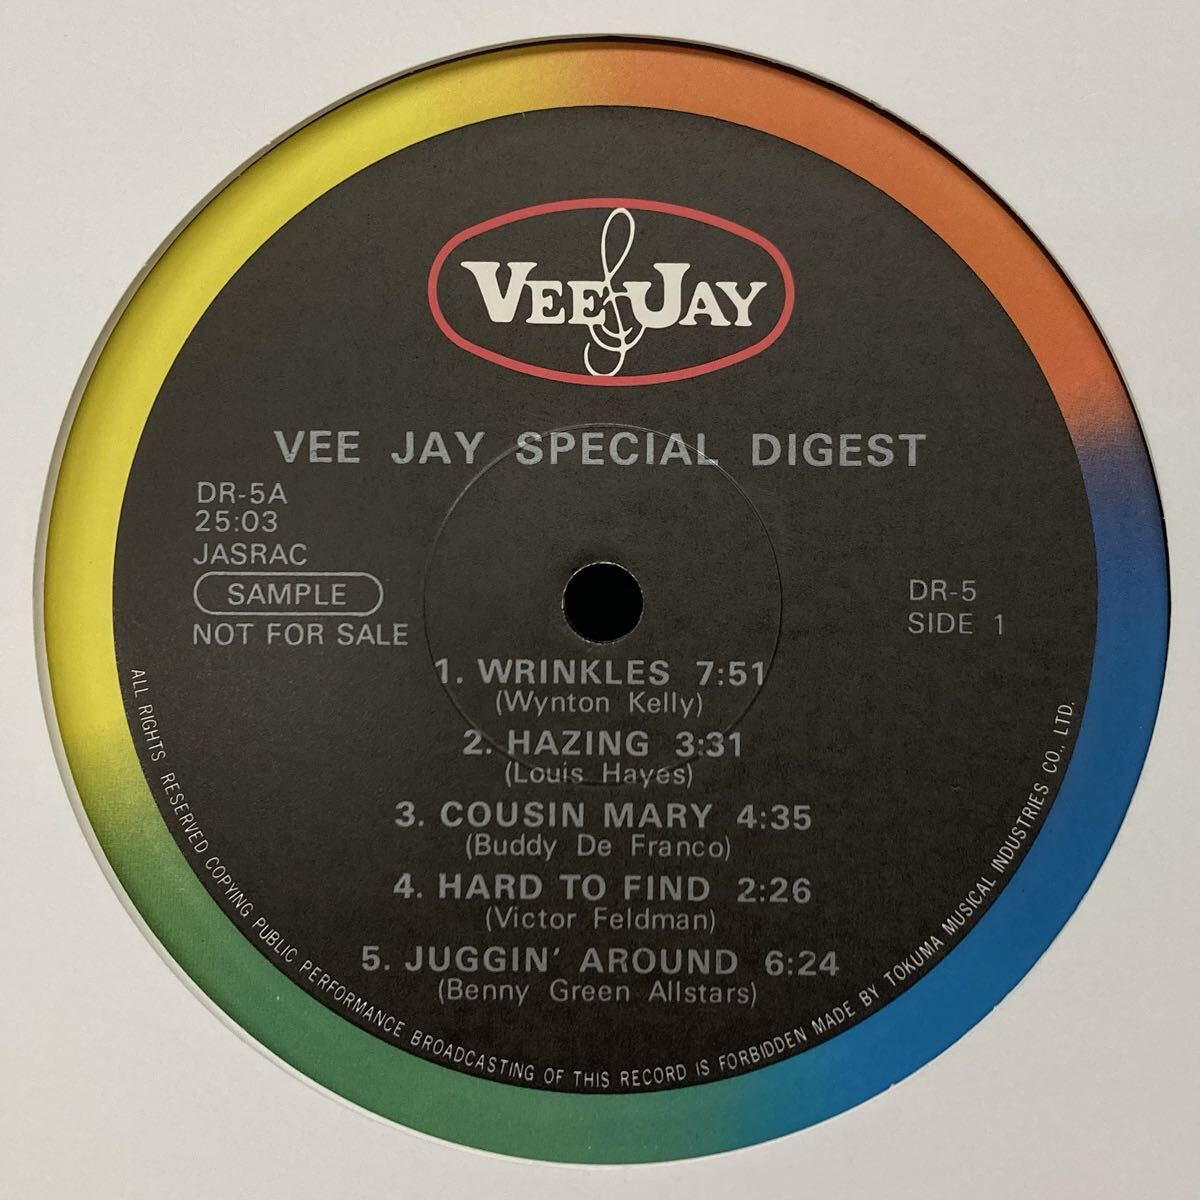 VEE JAY
VEE JAY SPECIAL DIGEST
DR-5A
25:03
JASRAC
SAMPLE
NOT FOR SALE
DR-5
SIDE 1
1. WRINKLES 7:51
(Wynton Kelly)
2. HAZING 3:31
(Louis Hayes)
3. COUSIN MARY 4:35
(Buddy De Franco)
4. HARD TO FIND 2:26
(Victor Feldman)
5. JUGGIN' AROUND 6:24
(Benny Green Allstars)
ALL RIGHTS RESERVED COPYING PUBLIC PERFORMANCE BROADCASTING OF THIS RECORD IS FORBIDDEN MADE BY TOKUMA MUSICAL INDUSTRIES CO., LTD.